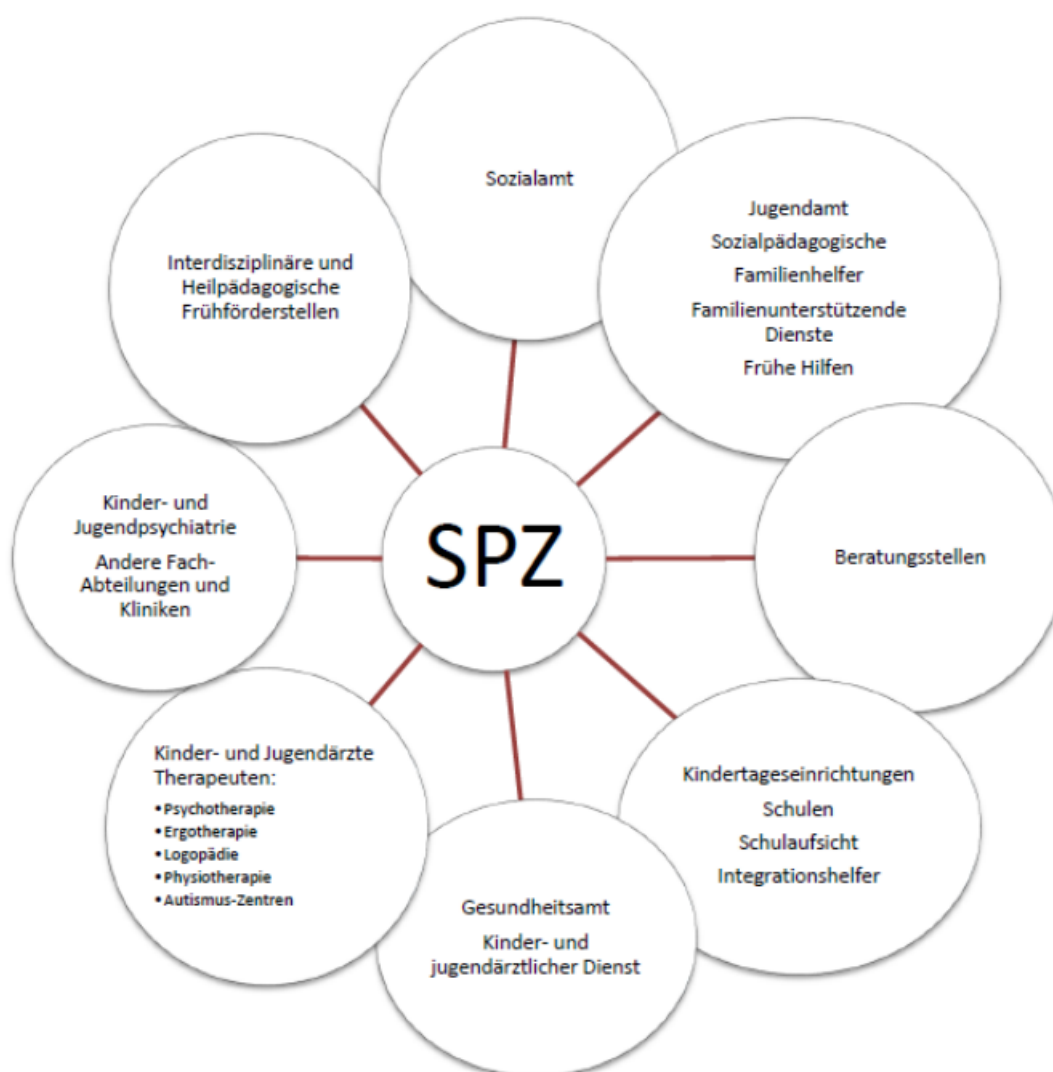 Sozialamt
Jugendamt
Sozialpädagogische
Familienhelfer
Familienunterstützende
Dienste
Frühe Hilfen
Beratungsstellen
Kindertageseinrichtungen
Schulen
Schulaufsicht
Integrationshelfer
Gesundheitsamt
Kinder- und
jugendärztlicher Dienst
Kinder- und Jugendärzte
Therapeuten:
•Psychotherapie
•Ergotherapie
•Logopädie
•Physiotherapie
•Autismus-Zentren
Kinder- und
Jugendpsychiatrie
Andere Fach-
Abteilungen und
Kliniken
Interdisziplinäre und
Heilpädagogische
Frühförderstellen
SPZ